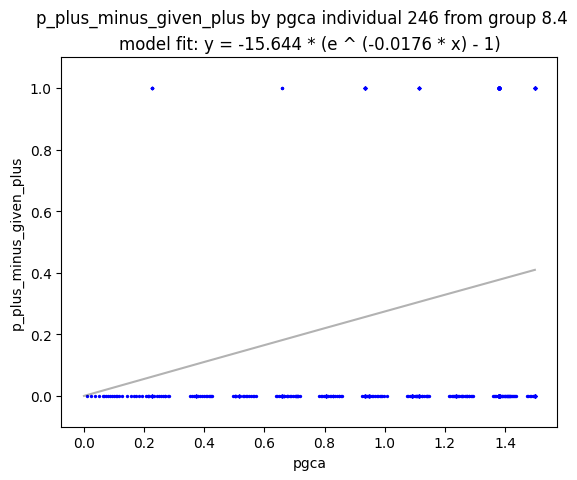 p_plus_minus_given_plus by pgca individual 246 from group 8.4
model fit: y = -15.644 * (e ^ (-0.0176 * x) - 1)
1.0
0.8
0.6
0.4
0.2
0.0
p_plus_minus_given_plus
0.0 0.2 0.4 0.6 0.8 1.0 1.2 1.4
pgca